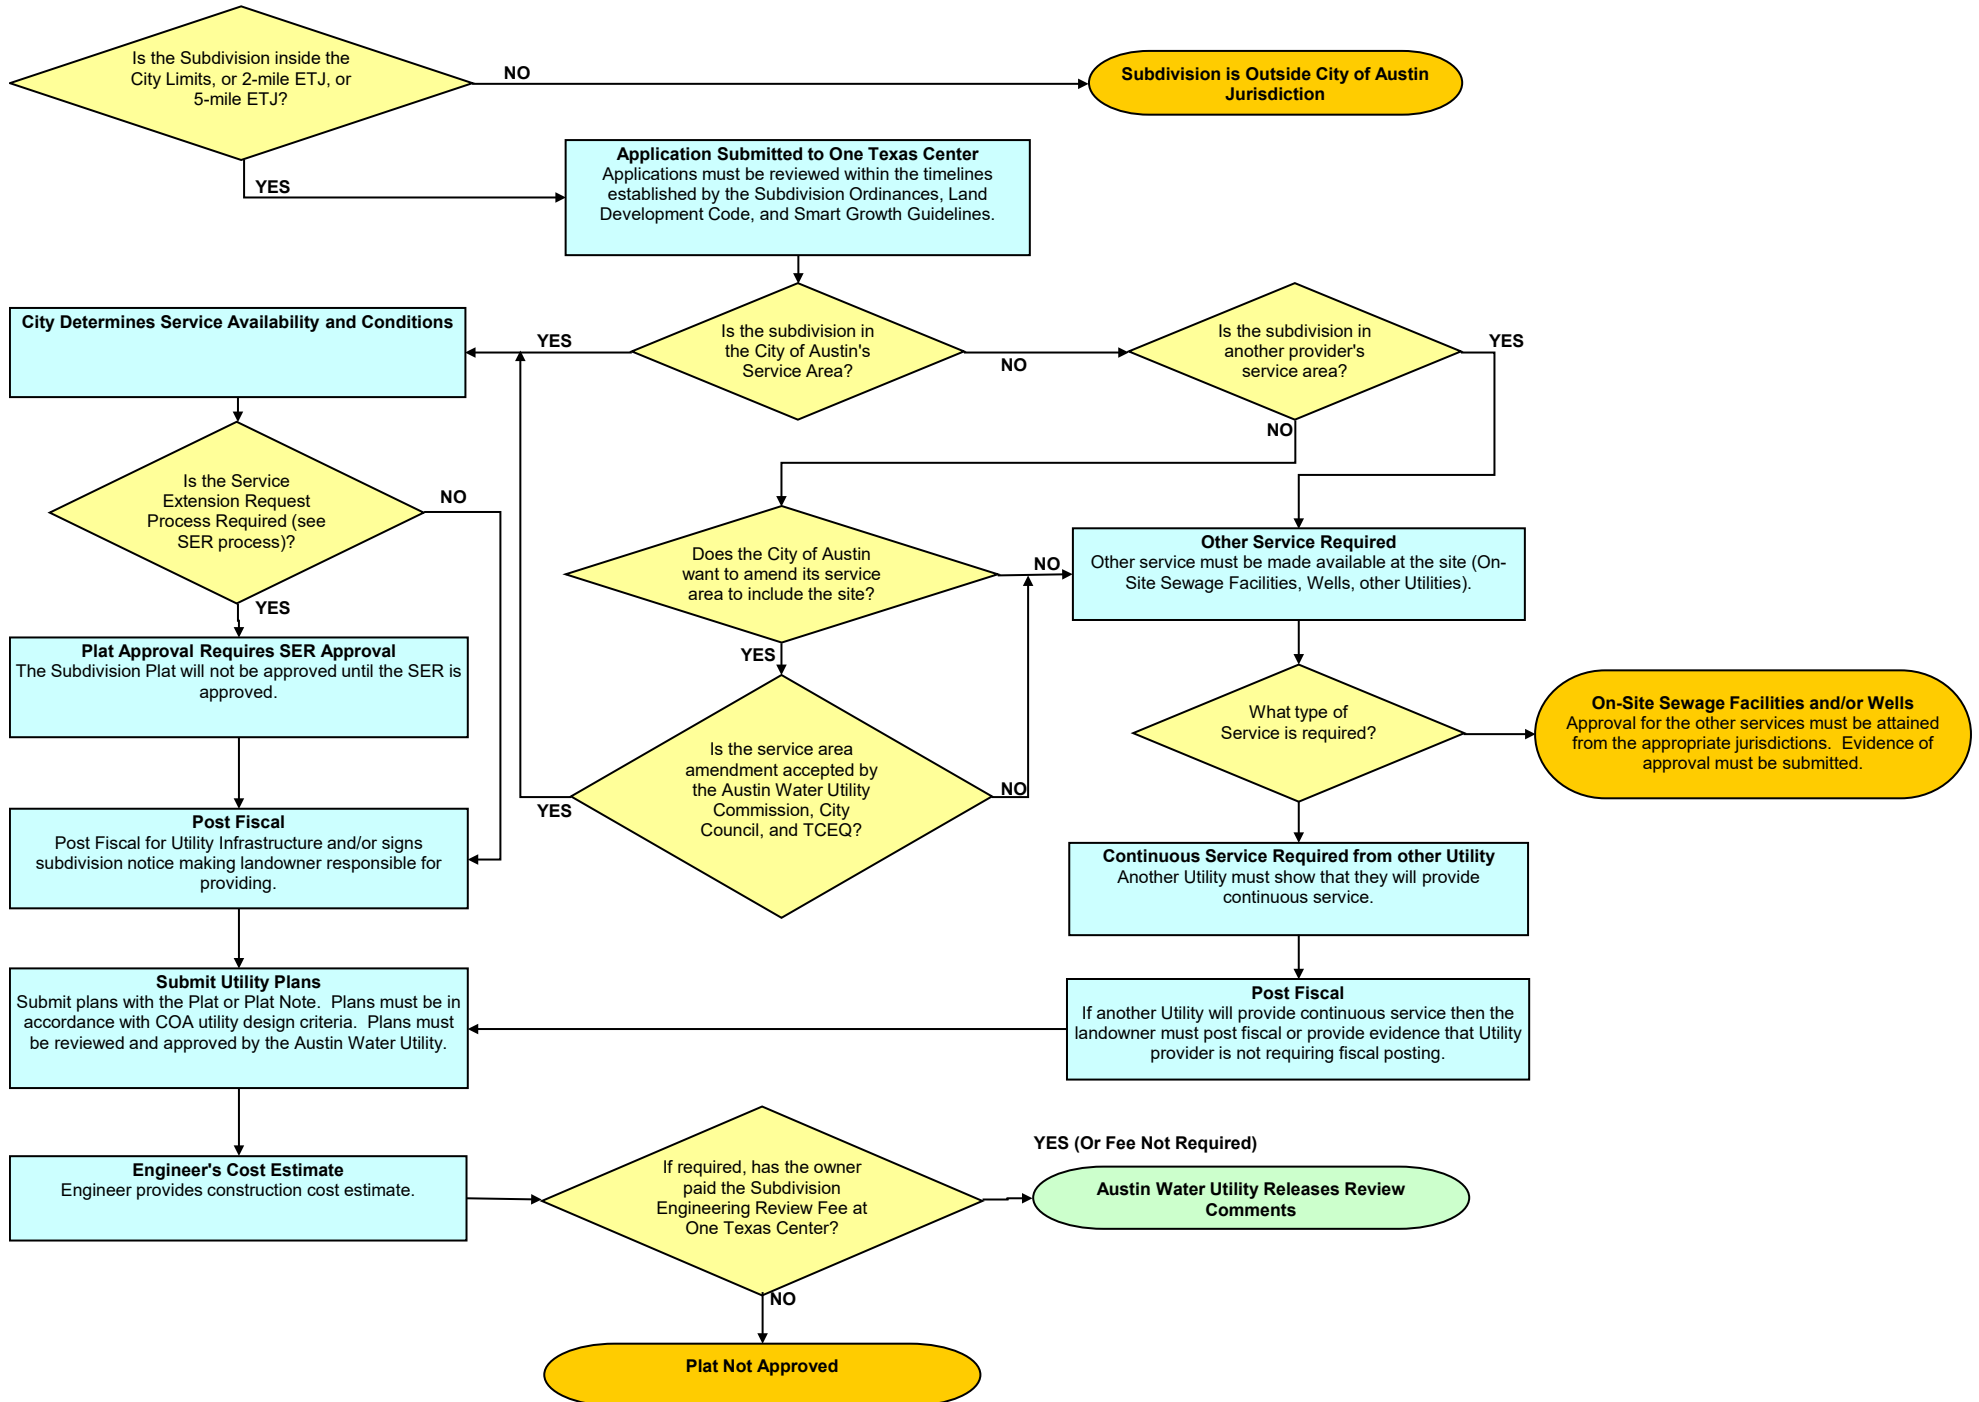 Is the Subdivision inside the
City Limits, or 2-mile ETJ, or
5-mile ETJ?
NO
Subdivision is Outside City of Austin
Jurisdiction
YES
Application Submitted to One Texas Center
Applications must be reviewed within the timelines
established by the Subdivision Ordinances, Land
Development Code, and Smart Growth Guidelines.
City Determines Service Availability and Conditions
YES
Is the subdivision in
the City of Austin's
Service Area?
NO
Is the subdivision in
another provider's
service area?
YES
NO
Is the Service
Extension Request
Process Required (see
SER process)?
NO
YES
Does the City of Austin
want to amend its service
area to include the site?
NO
YES
Other Service Required
Other service must be made available at the site (On-
Site Sewage Facilities, Wells, other Utilities).
Plat Approval Requires SER Approval
The Subdivision Plat will not be approved until the SER is
approved.
Is the service area
amendment accepted by
the Austin Water Utility
Commission, City
Council, and TCEQ?
YES
NO
What type of
Service is required?
On-Site Sewage Facilities and/or Wells
Approval for the other services must be attained
from the appropriate jurisdictions.  Evidence of
approval must be submitted.
Post Fiscal
Post Fiscal for Utility Infrastructure and/or signs
subdivision notice making landowner responsible for
providing.
Continuous Service Required from other Utility
Another Utility must show that they will provide
continuous service.
Submit Utility Plans
Submit plans with the Plat or Plat Note.  Plans must be in
accordance with COA utility design criteria.  Plans must
be reviewed and approved by the Austin Water Utility.
Post Fiscal
If another Utility will provide continuous service then the
landowner must post fiscal or provide evidence that Utility
provider is not requiring fiscal posting.
Engineer's Cost Estimate
Engineer provides construction cost estimate.
If required, has the owner
paid the Subdivision
Engineering Review Fee at
One Texas Center?
YES (Or Fee Not Required)
Austin Water Utility Releases Review
Comments
NO
Plat Not Approved